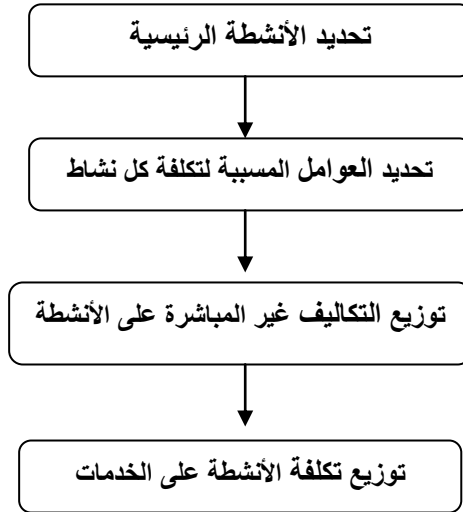 تحديد الأنشطة الرئيسية
تحديد العوامل المسببة لتكلفة كل نشاط
توزيع التكاليف غير المباشرة على الأنشطة
توزيع تكلفة الأنشطة على الخدمات